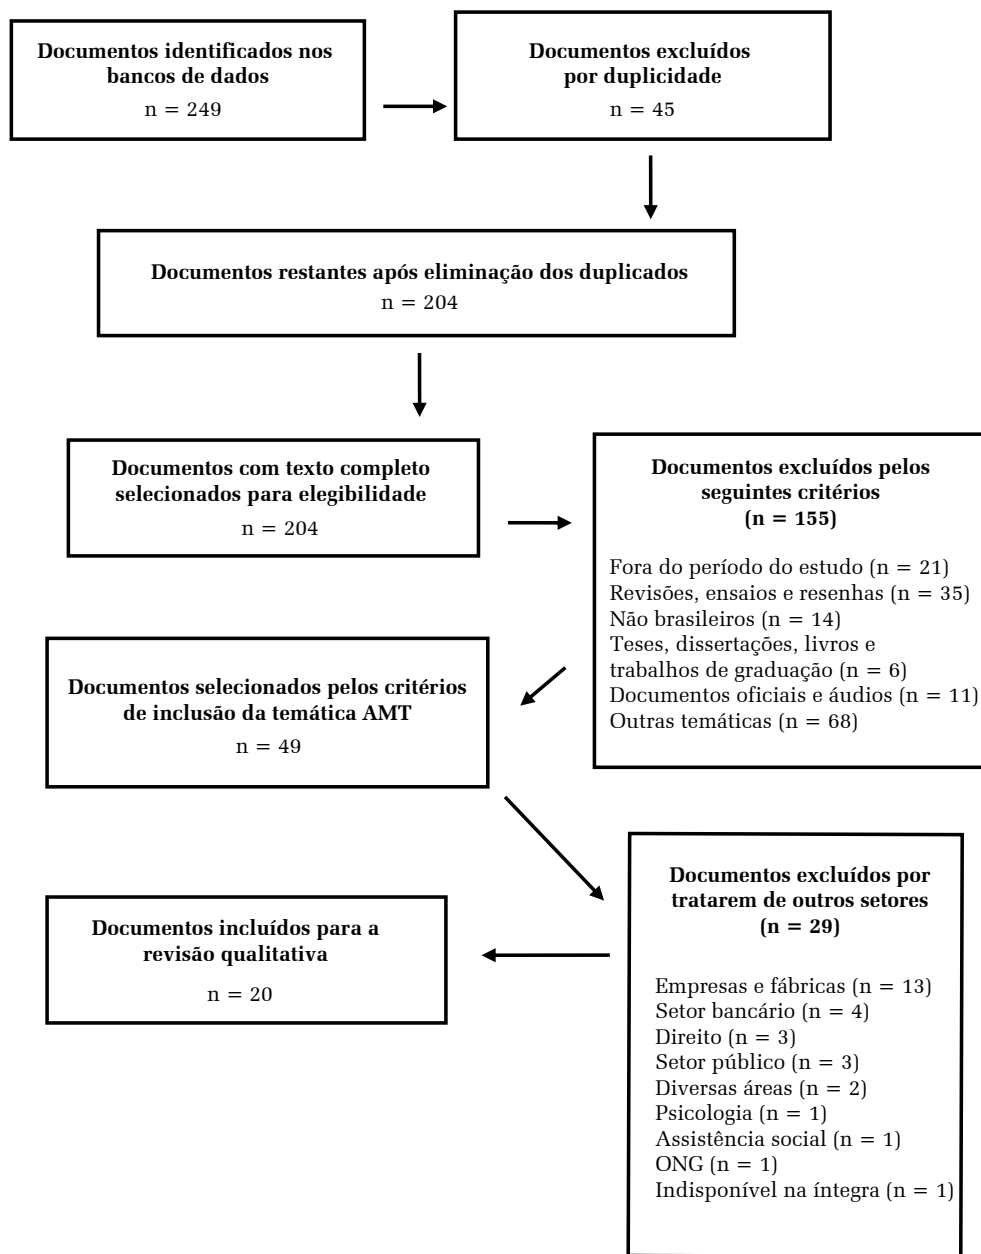 Documentos identificados nos
bancos de dados
n = 249
Documentos excluídos
por duplicidade
n = 45
Documentos restantes após eliminação dos duplicados
n = 204
Documentos com texto completo
selecionados para elegibilidade
n = 204
Documentos excluídos pelos
seguintes critérios
(n = 155)
Fora do período do estudo (n = 21)
Revisões, ensaios e resenhas (n = 35)
Não brasileiros (n = 14)
Teses, dissertações, livros e
trabalhos de graduação (n = 6)
Documentos oficiais e áudios (n = 11)
Outras temáticas (n = 68)
Documentos selecionados pelos critérios
de inclusão da temática AMT
n = 49
Documentos excluídos por
tratarem de outros setores
(n = 29)
Empresas e fábricas (n = 13)
Setor bancário (n = 4)
Direito (n = 3)
Setor público (n = 3)
Diversas áreas (n = 2)
Psicologia (n = 1)
Assistência social (n = 1)
ONG (n = 1)
Indisponível na íntegra (n = 1)
Documentos incluídos para a
revisão qualitativa
n = 20